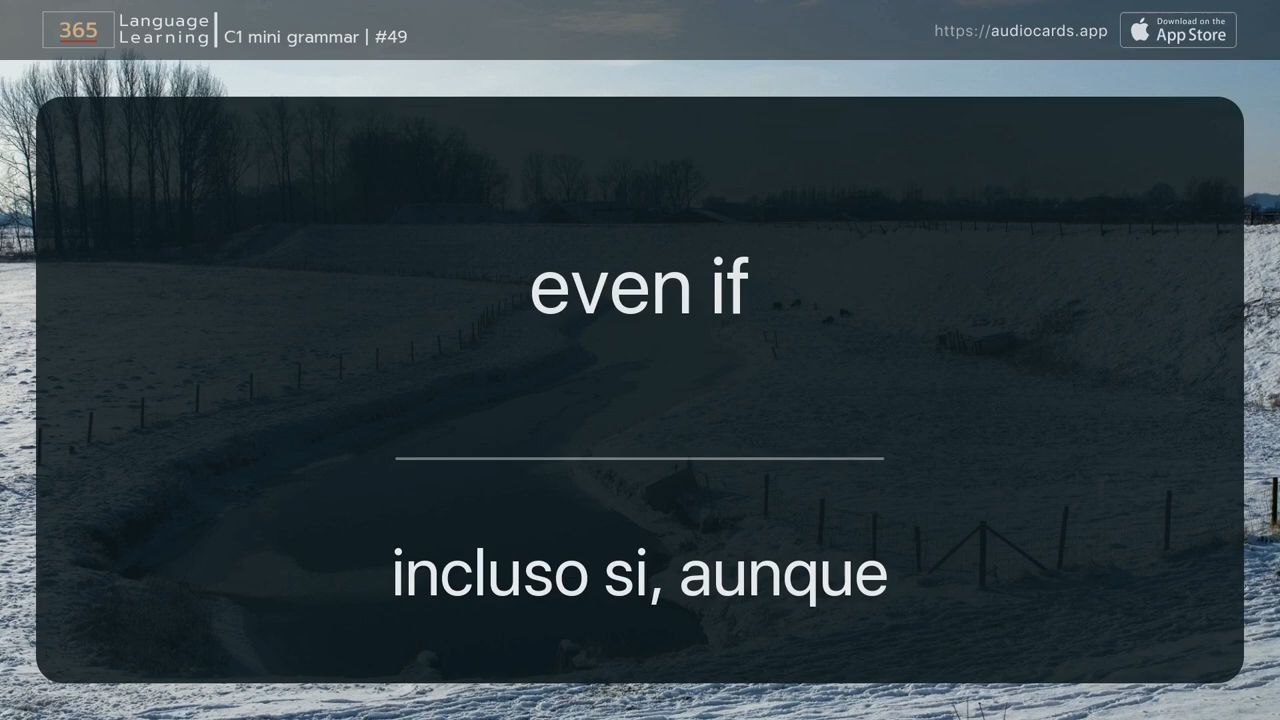 365
Language
Learning
C1 mini grammar | #49
https://audiocards.app
Download on the
App Store
even if
incluso si, aunque